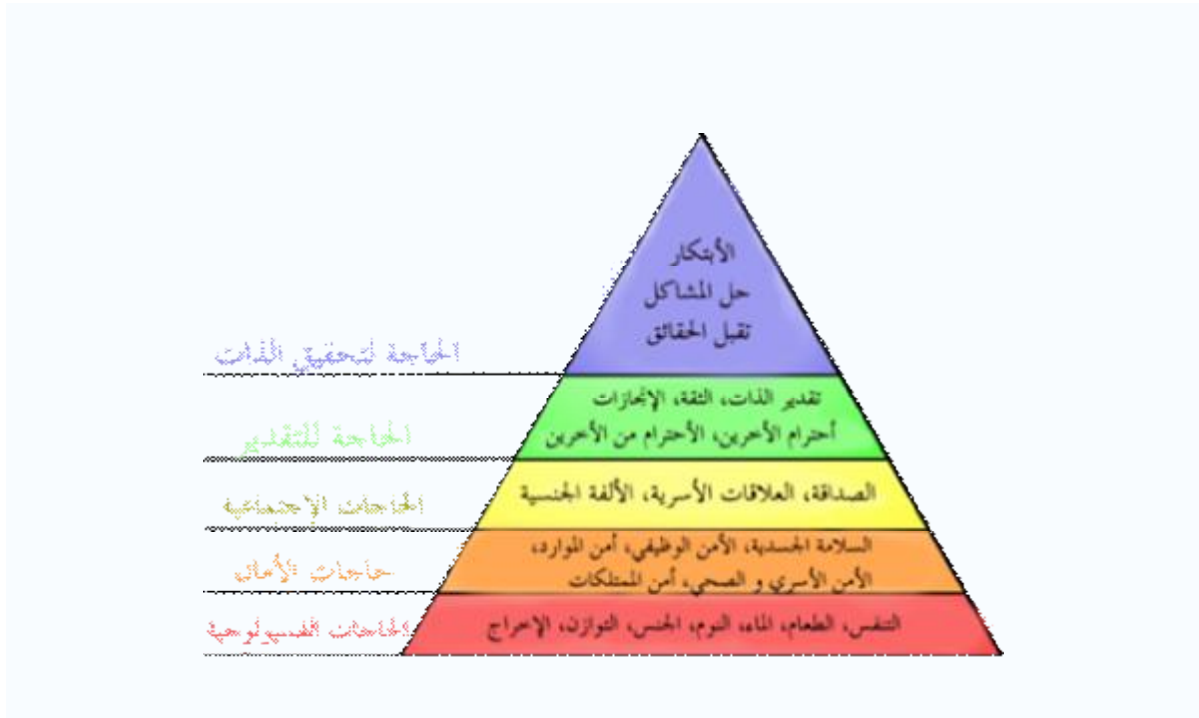 الأبتكار
حل المشاكل
تقبل الحقائق
الحاجة لتحقيق الذات
تقدير الذات، الثقة، الإنجازات
أحترام الأخرين، الأحترام من الأخرين
الحاجة للتقدير
الصداقة، العلاقات الأسرية، الألفة الجنسية
الحاجات الإجتماعية
السلامة الجسدية، الأمن الوظيفي، أمن الموارد،
الأمن الأسري و الصحي، أمن الممتلكات
حاجات الأمان
التنفس، الطعام، الماء، النوم، الجنس، التوازن، الإخراج
الحاجات الفسيولوجية